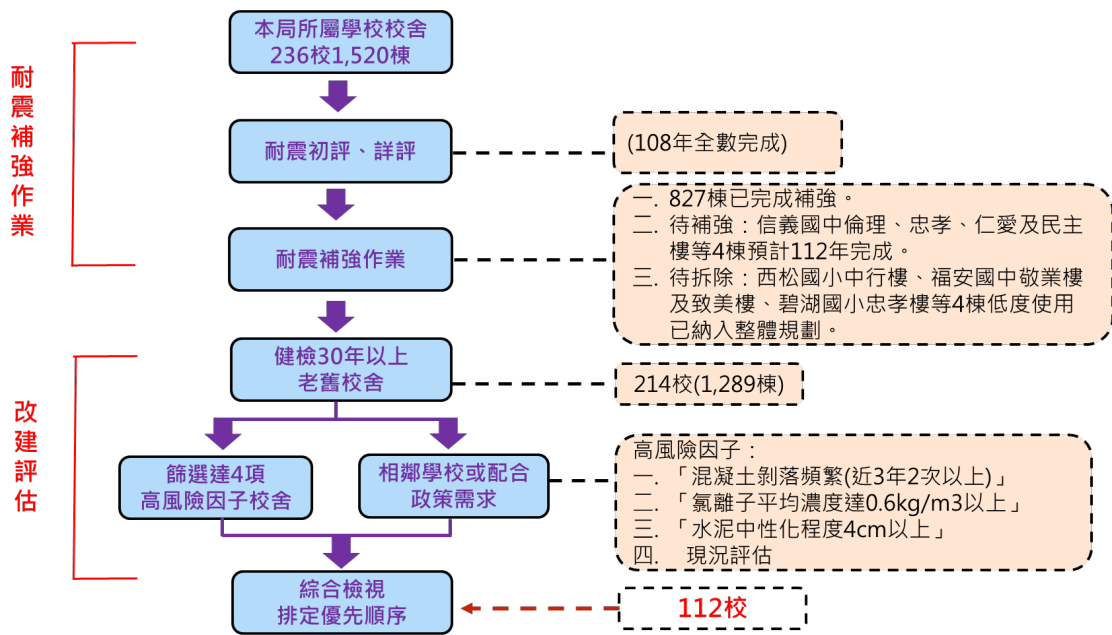 本局所屬學校校舍
236校1,520棟
耐震補強作業
耐震初評、詳評
(108年全數完成)
耐震補強作業
一. 827棟已完成補強。
二. 待補強：信義國中倫理、忠孝、仁愛及民主
樓等4棟預計112年完成。
三. 待拆除：西松國小中行樓、福安國中敬業樓
及致美樓、碧湖國小忠孝樓等4棟低度使用
已納入整體規劃。
改建評估
健檢30年以上
老舊校舍
214校(1,289棟)
篩選達4項
高風險因子校舍
相鄰學校或配合
政策需求
高風險因子：
一. 「混凝土剝落頻繁(近3年2次以上)」
二. 「氯離子平均濃度達0.6kg/m3以上」
三. 「水泥中性化程度4cm以上」
四. 現況評估
綜合檢視
排定優先順序
112校